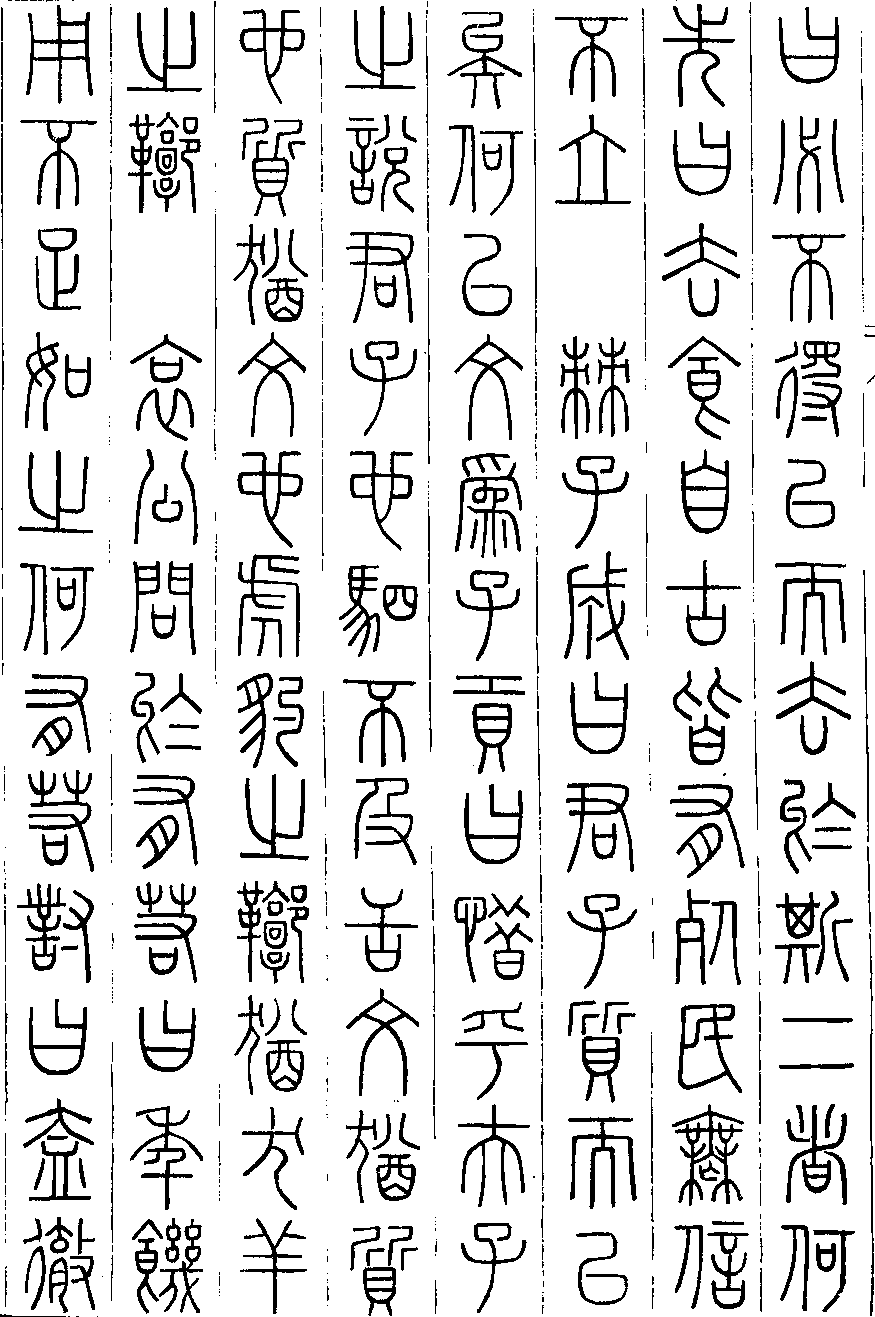 曰必不得已而去於斯二者何
先曰去食自古皆有死民無信
不立　棘子成曰君子質而已
矣何以文為子貢曰惜乎夫子
之說君子也駟不及舌文猶質
也質猶文也虎豹之鞹猶犬羊
之鞹　哀公問於有若曰年饑
用不足如之何有若對曰盍徹